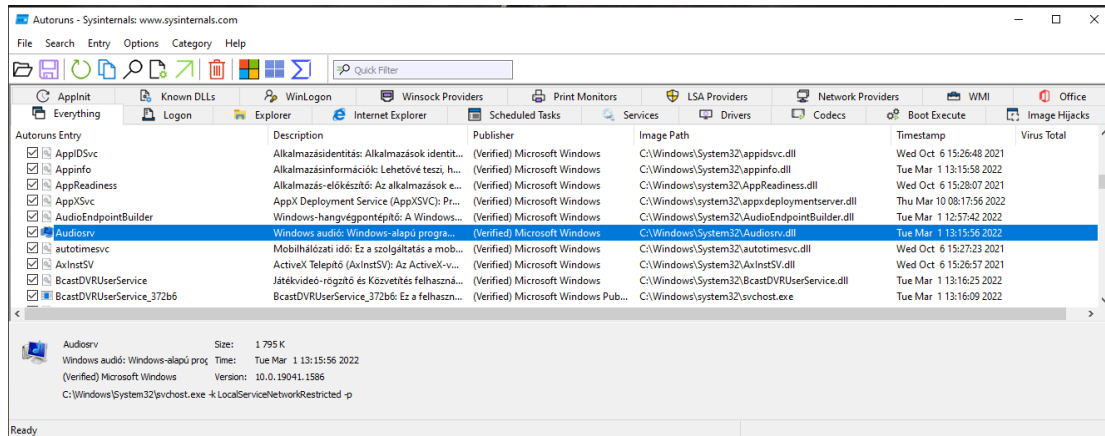 Autoruns - Sysinternals: www.sysinternals.com
File Search Entry Options Category Help
Quick Filter
AppInit Known DLLs WinLogon Winsock Providers Print Monitors LSA Providers Network Providers WMI Office
Everything Logon Explorer Internet Explorer Scheduled Tasks Services Drivers Codecs Boot Execute Image Hijacks
Autoruns Entry Description Publisher Image Path Timestamp Virus Total
AppIDSvc Alkalmazásidentitás: Alkalmazások identit... (Verified) Microsoft Windows C:\Windows\System32\appidsvc.dll Wed Oct 6 15:26:48 2021
Appinfo Alkalmazásinformációk: Lehetővé teszi, h... (Verified) Microsoft Windows C:\Windows\System32\appinfo.dll Tue Mar 1 13:15:58 2022
AppReadiness Alkalmazás-előkészítő: Az alkalmazások e... (Verified) Microsoft Windows C:\Windows\system32\AppReadiness.dll Wed Oct 6 15:28:07 2021
AppXSvc AppX Deployment Service (AppXSVC): Pr... (Verified) Microsoft Windows C:\Windows\system32\appxdeploymentserver.dll Thu Mar 10 08:17:56 2022
AudioEndpointBuilder Windows-hangvégpontépítő: A Windows... (Verified) Microsoft Windows C:\Windows\System32\AudioEndpointBuilder.dll Tue Mar 1 12:57:42 2022
Audiosrv Windows audió: Windows-alapú progra... (Verified) Microsoft Windows C:\Windows\System32\Audiosrv.dll Tue Mar 1 13:15:56 2022
autotimesvc Mobilhálózati idő: Ez a szolgáltatás a mob... (Verified) Microsoft Windows C:\Windows\System32\autotimesvc.dll Wed Oct 6 15:27:23 2021
AxInstSV ActiveX Telepítő (AxInstSV): Az ActiveX-v... (Verified) Microsoft Windows C:\Windows\System32\AxInstSV.dll Wed Oct 6 15:26:57 2021
BcastDVRUserService Játékvideó-rögzítő és Közvetítés felhaszná... (Verified) Microsoft Windows C:\Windows\System32\BcastDVRUserService.dll Tue Mar 1 13:16:25 2022
BcastDVRUserService_372b6 BcastDVRUserService_372b6: Ez a felhaszn... (Verified) Microsoft Windows Pub... C:\Windows\system32\svchost.exe Tue Mar 1 13:16:09 2022
Audiosrv Size: 1 795 K
Windows audió: Windows-alapú prog Time: Tue Mar 1 13:15:56 2022
(Verified) Microsoft Windows Version: 10.0.19041.1586
C:\Windows\System32\svchost.exe -k LocalServiceNetworkRestricted -p
Ready